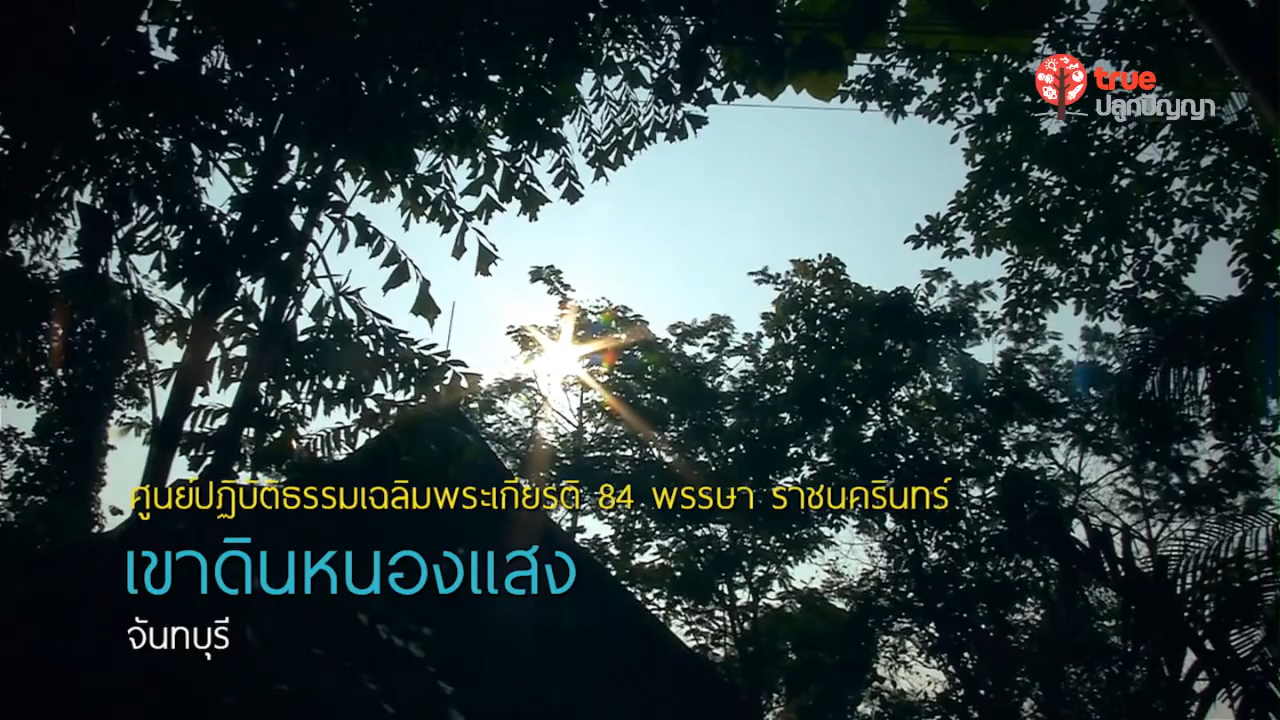 true
ปลูกปัญญา
ศูนย์ปฏิบัติธรรมเฉลิมพระเกียรติ 84 พรรษา ราชนครินทร์
เขาดินหนองแสง
จันทบุรี